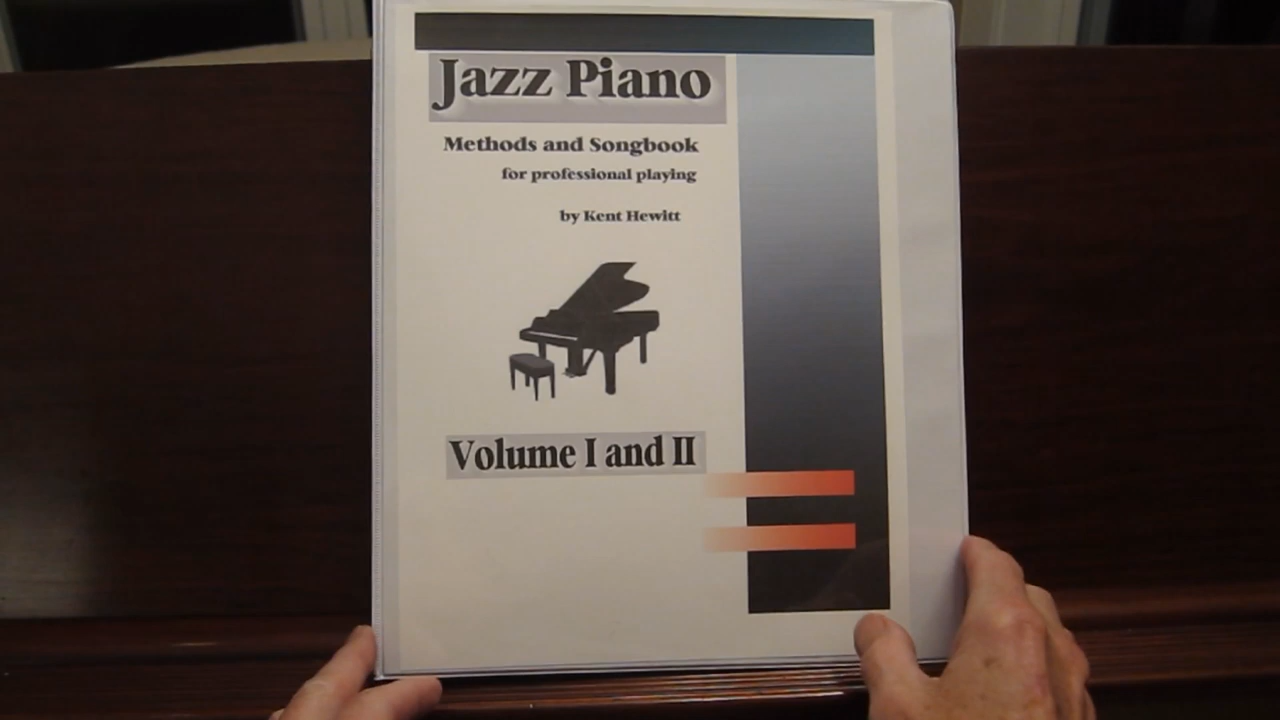 Jazz Piano
Methods and Songbook
for professional playing
by Kent Hewitt
Volume I and II